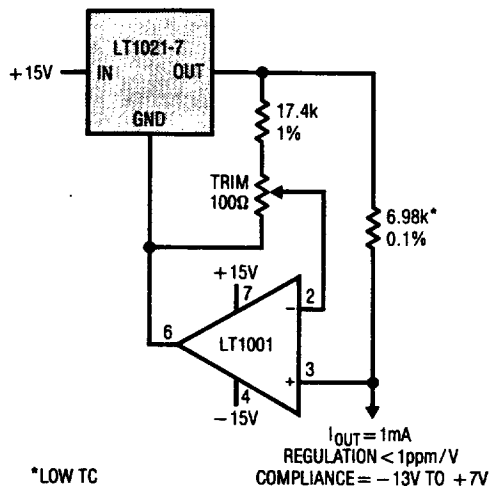 LT1021-7
+15V
IN
OUT
GND
17.4k
1%
TRIM
100Ω
6.98k*
0.1%
+15V
7
2
6
−
LT1001
+
3
4
−15V
IOUT = 1mA
REGULATION < 1ppm/V
COMPLIANCE = −13V TO +7V
*LOW TC